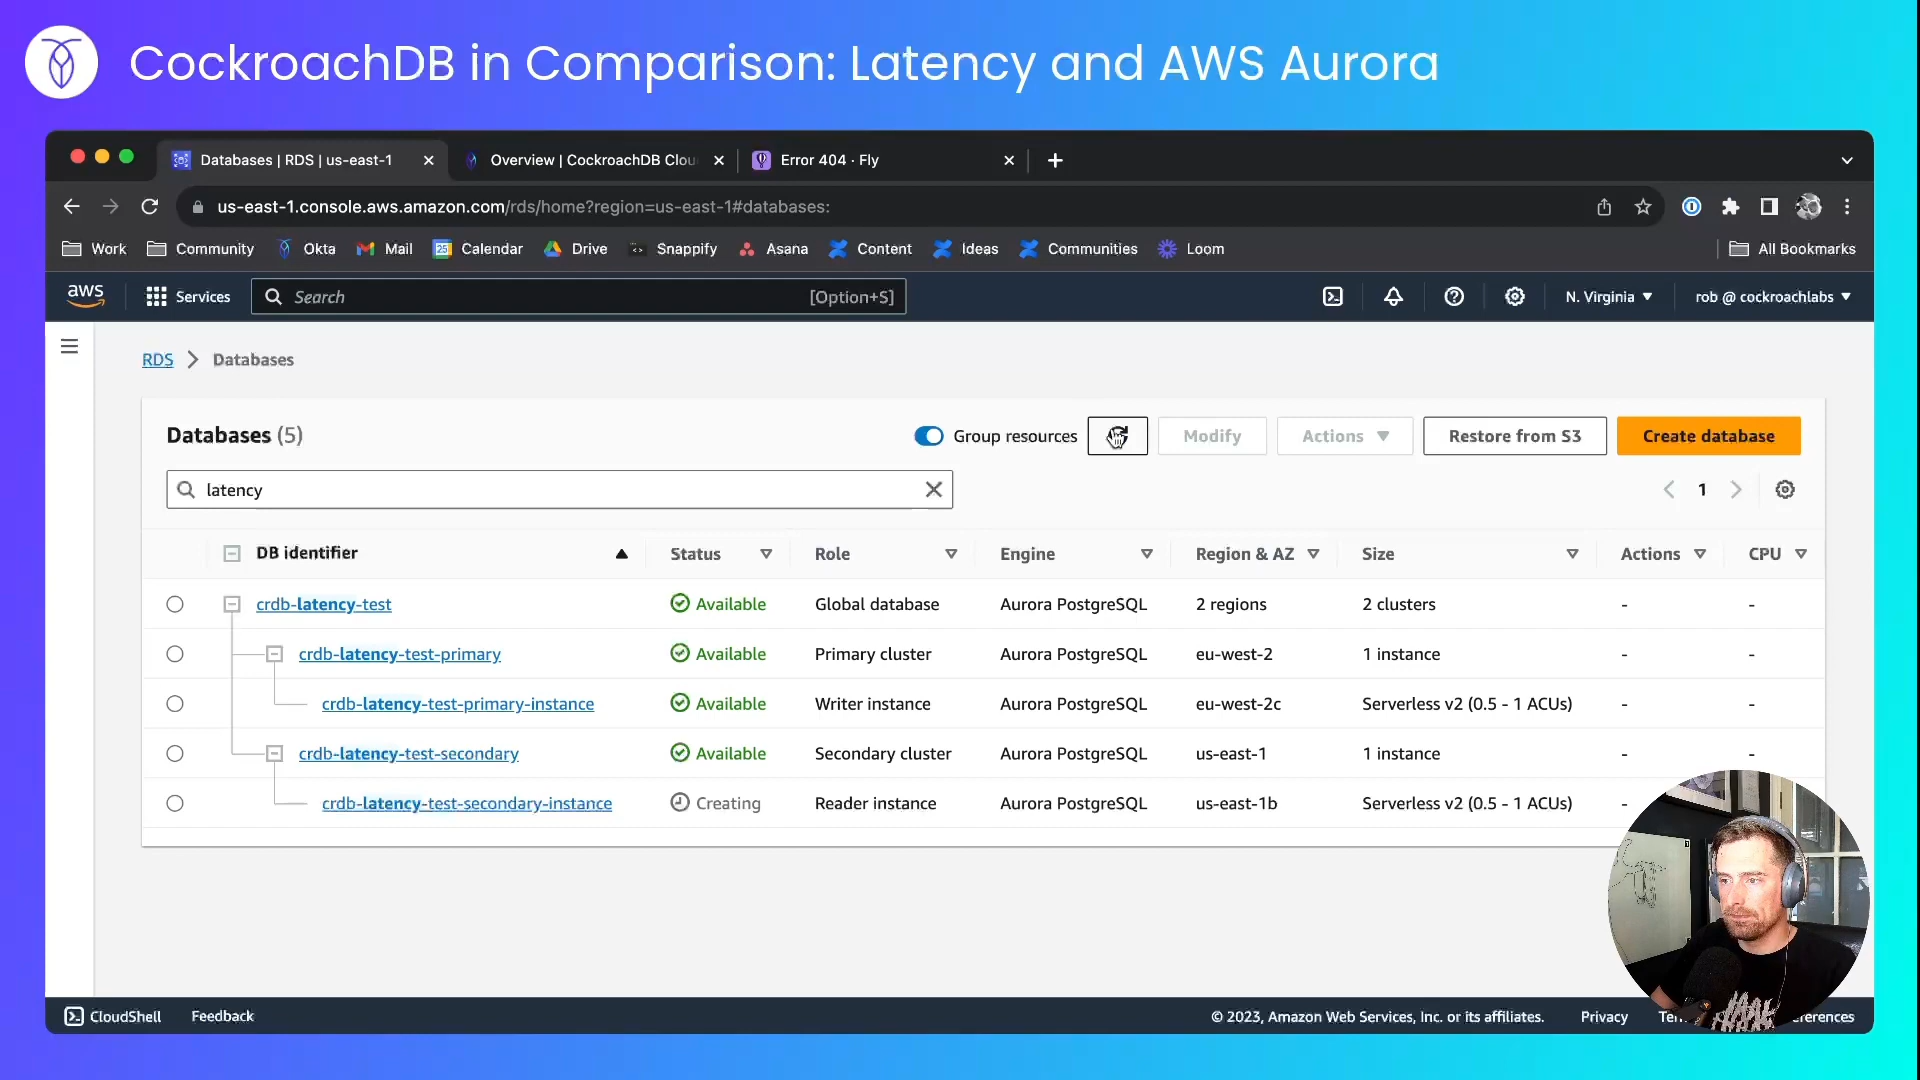 CockroachDB in Comparison: Latency and AWS Aurora
Databases | RDS | us-east-1
Overview | CockroachDB Clou
Error 404 · Fly
us-east-1.console.aws.amazon.com/rds/home?region=us-east-1#databases:
Work
Community
Okta
Mail
Calendar
Drive
Snappify
Asana
Content
Ideas
Communities
Loom
All Bookmarks
aws
Services
Search
[Option+S]
N. Virginia
rob @ cockroachlabs
RDS
Databases
Databases (5)
Group resources
Modify
Actions
Restore from S3
Create database
latency
1
DB identifier Status Role Engine Region & AZ Size Actions CPU
crdb-latency-test Available Global database Aurora PostgreSQL 2 regions 2 clusters - -
crdb-latency-test-primary Available Primary cluster Aurora PostgreSQL eu-west-2 1 instance - -
crdb-latency-test-primary-instance Available Writer instance Aurora PostgreSQL eu-west-2c Serverless v2 (0.5 - 1 ACUs) - -
crdb-latency-test-secondary Available Secondary cluster Aurora PostgreSQL us-east-1 1 instance - -
crdb-latency-test-secondary-instance Creating Reader instance Aurora PostgreSQL us-east-1b Serverless v2 (0.5 - 1 ACUs) -
CloudShell
Feedback
© 2023, Amazon Web Services, Inc. or its affiliates.
Privacy